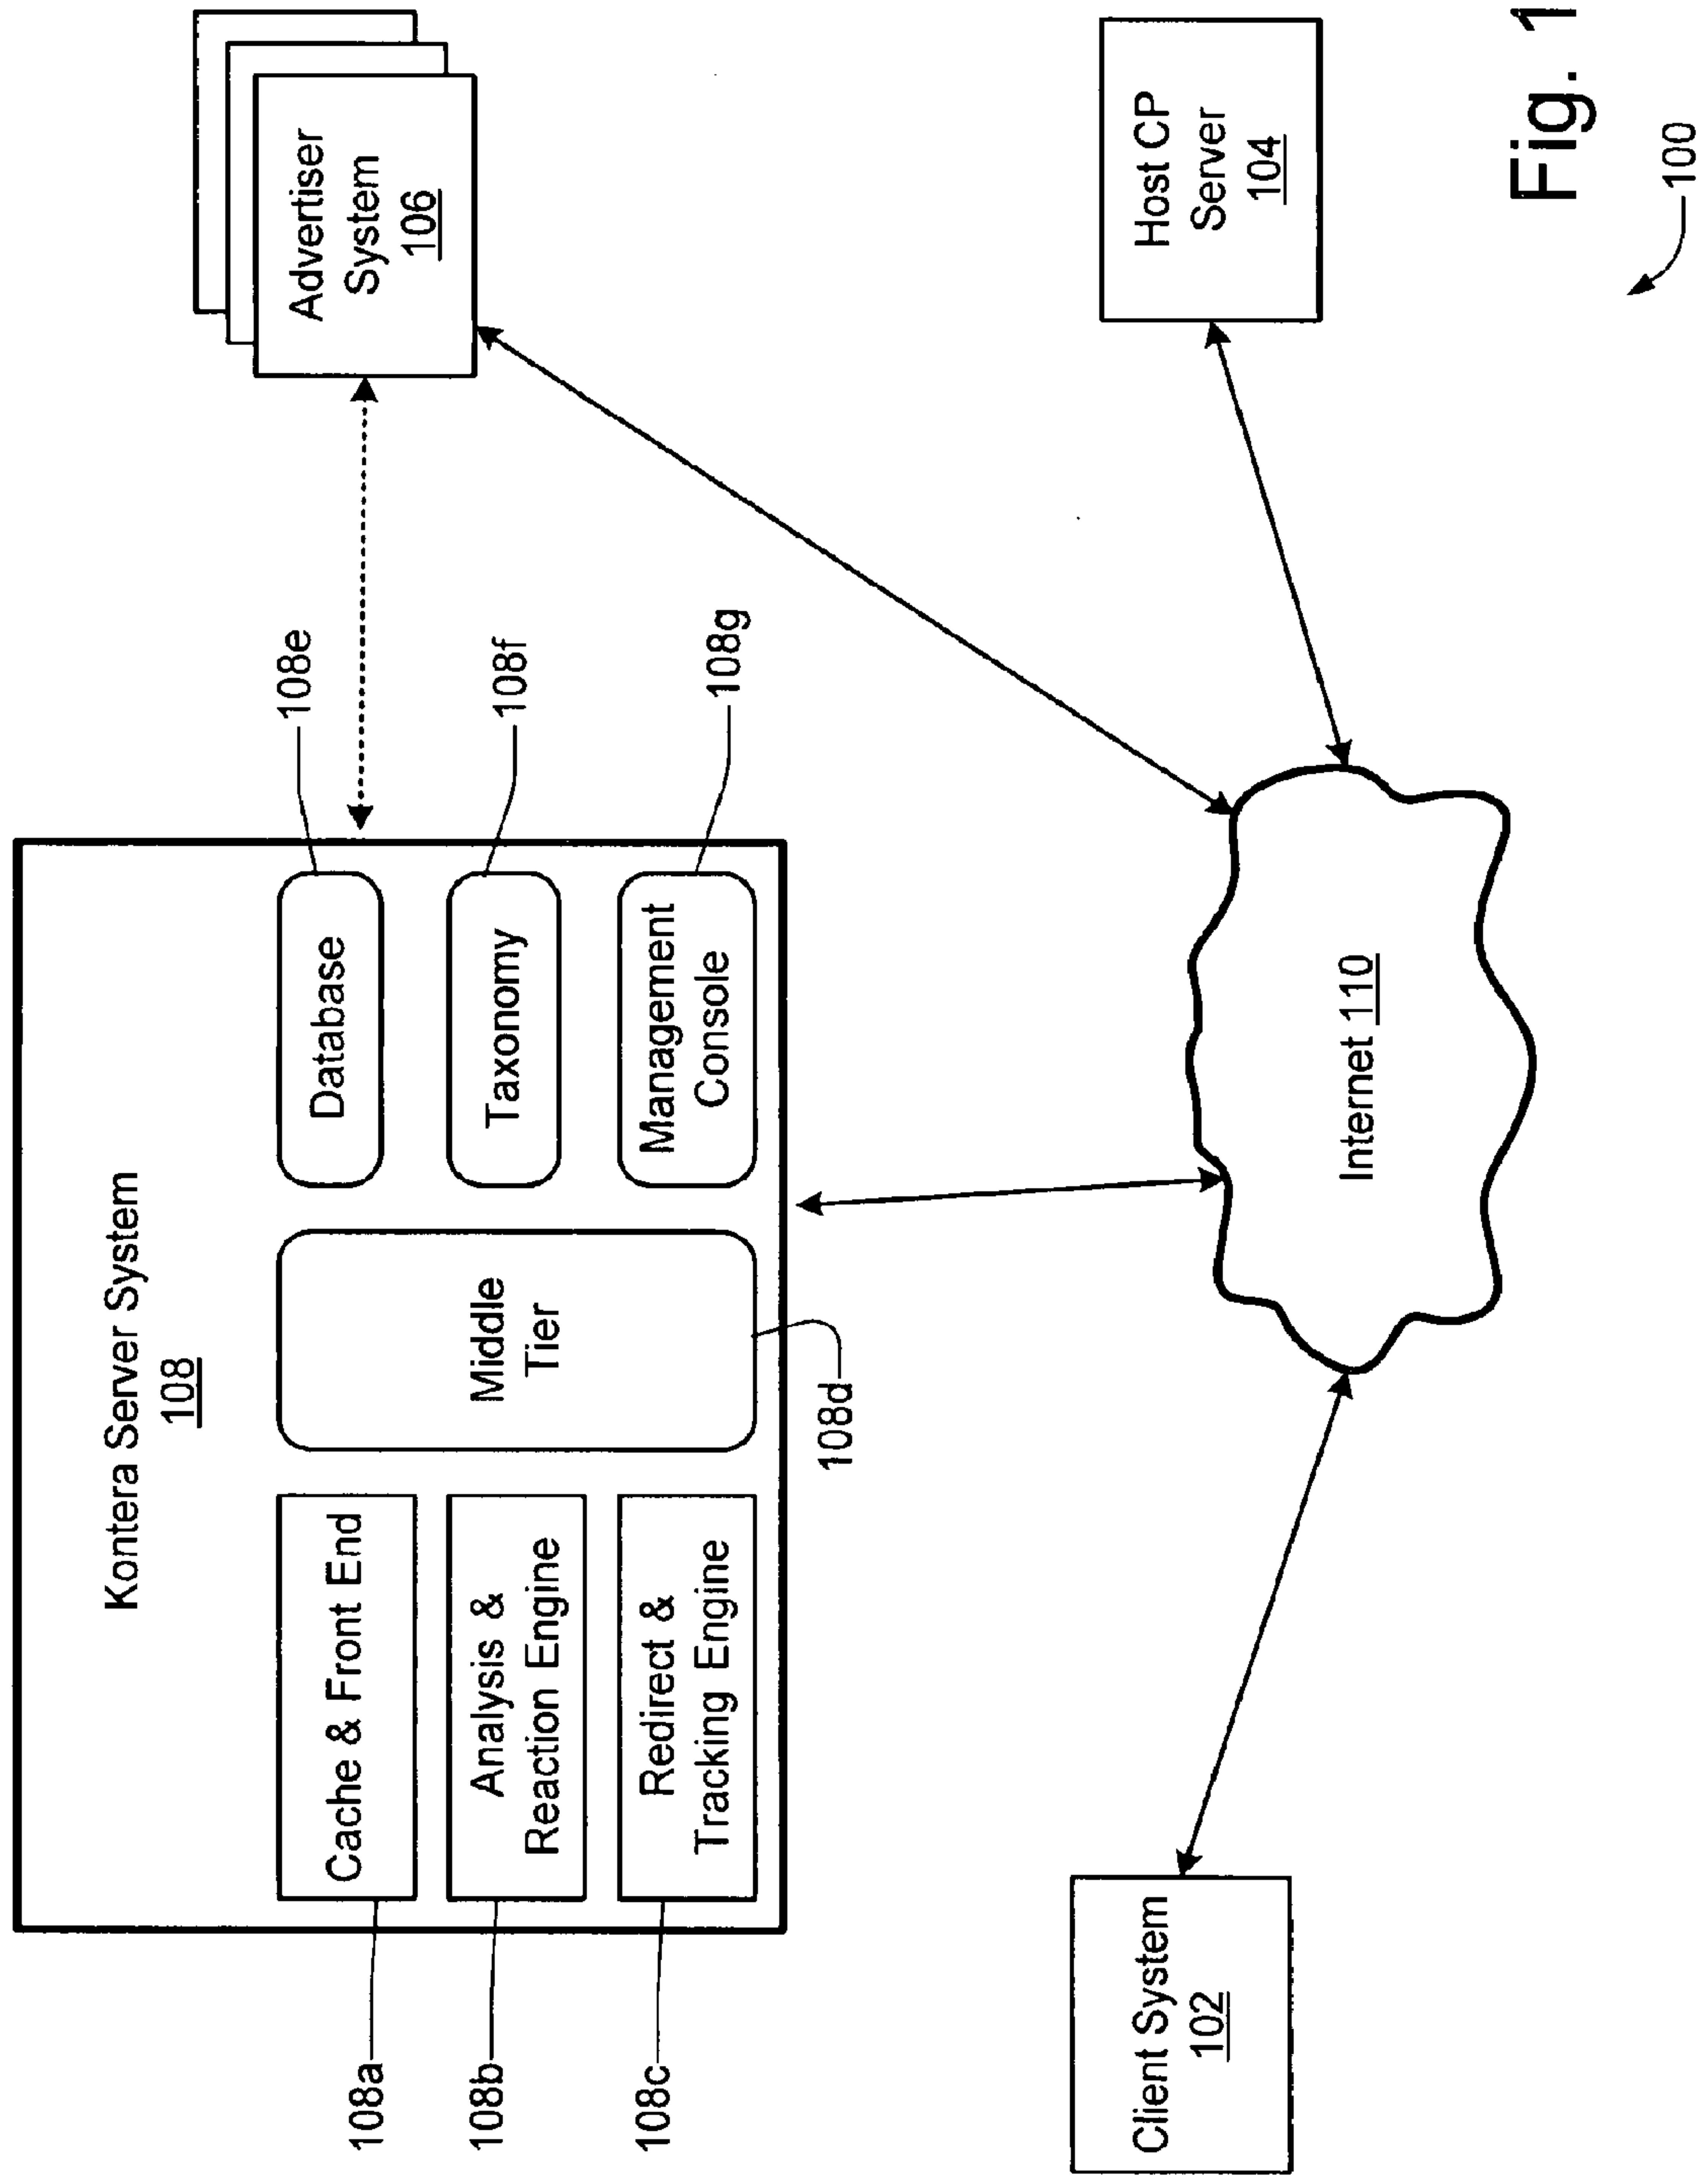 Kontera Server System
108
Cache & Front End
Analysis &
Reaction Engine
Redirect &
Tracking Engine
Middle
Tier
Database
Taxonomy
Management
Console
108a
108b
108c
108d
108e
108f
108g
Advertiser
System
106
Client System
102
Internet 110
Host CP
Server
104
100
Fig. 1